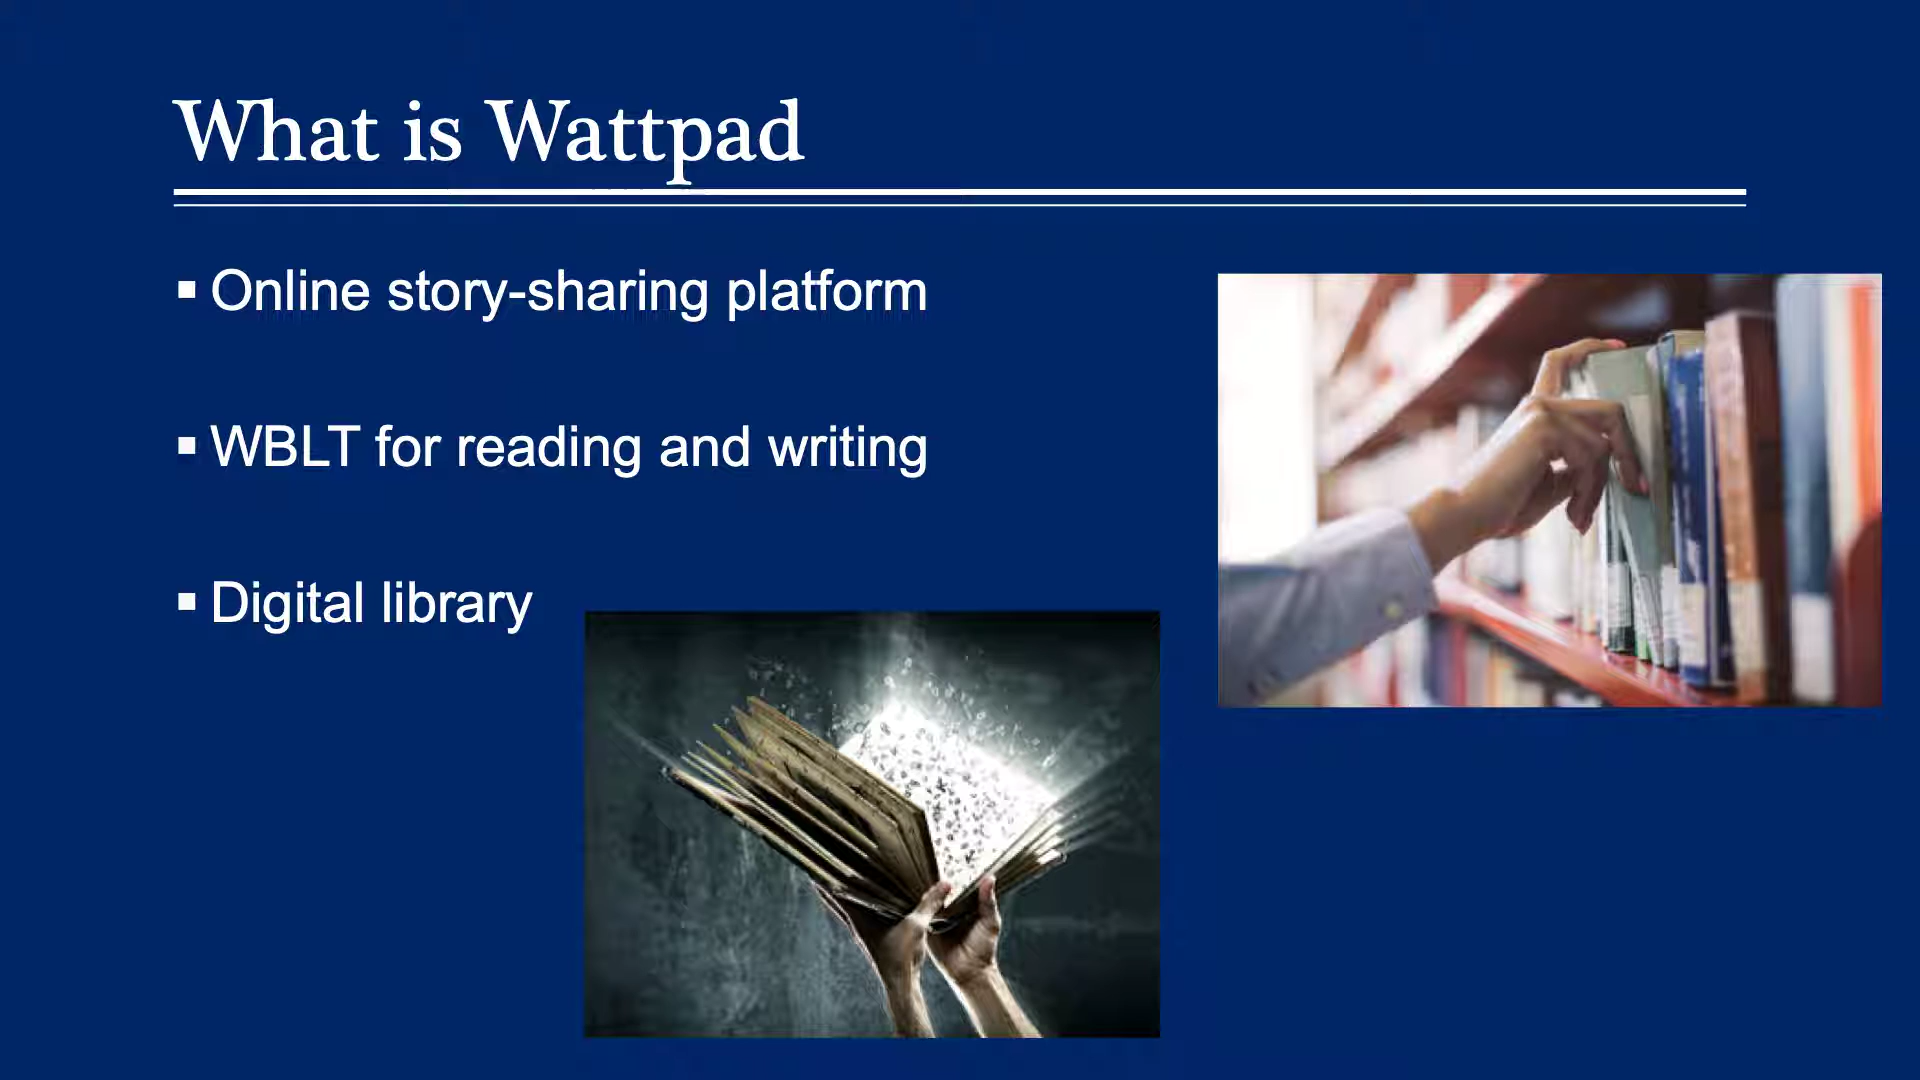 What is Wattpad
▪ Online story-sharing platform
▪ WBLT for reading and writing
▪ Digital library